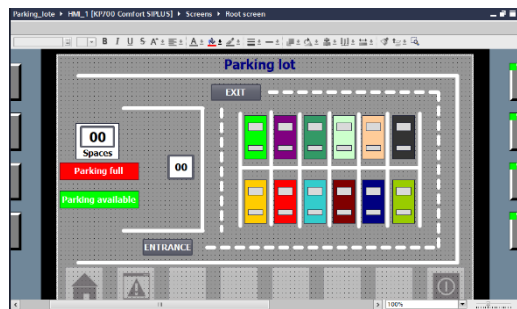 Parking_lote ▸ HMI_1 [KP700 Comfort SIPLUS] ▸ Screens ▸ Root screen
B I U S A
Parking lot
EXIT
00
Spaces
Parking full
00
Parking available
ENTRANCE
100%